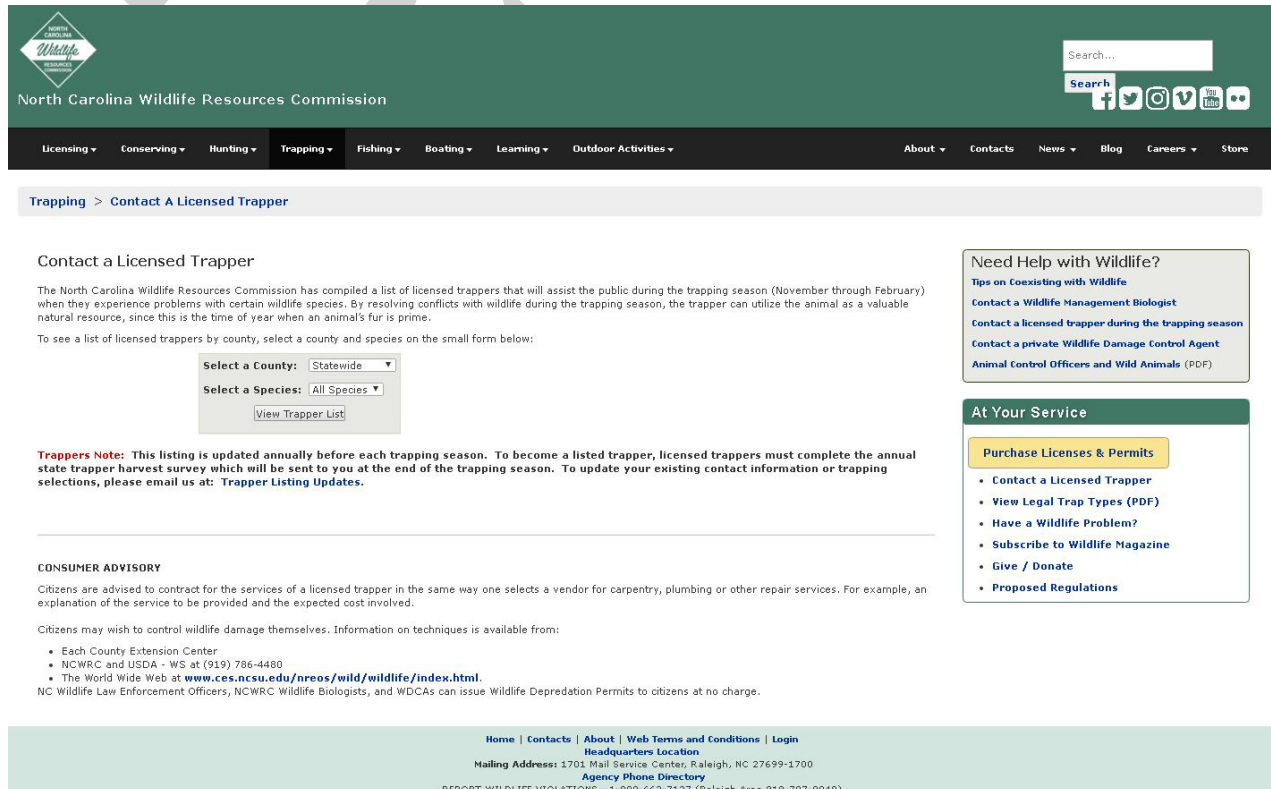 NORTH
CAROLINA
Wildlife
RESOURCES
COMMISSION
North Carolina Wildlife Resources Commission
Search...
Search
You
Tube
Licensing Conserving Hunting Trapping Fishing Boating Learning Outdoor Activities About Contacts News Blog Careers Store
Trapping > Contact A Licensed Trapper
Contact a Licensed Trapper
The North Carolina Wildlife Resources Commission has compiled a list of licensed trappers that will assist the public during the trapping season (November through February)
when they experience problems with certain wildlife species. By resolving conflicts with wildlife during the trapping season, the trapper can utilize the animal as a valuable
natural resource, since this is the time of year when an animal's fur is prime.
To see a list of licensed trappers by county, select a county and species on the small form below:
Select a County: Statewide
Select a Species: All Species
View Trapper List
Trappers Note: This listing is updated annually before each trapping season. To become a listed trapper, licensed trappers must complete the annual
state trapper harvest survey which will be sent to you at the end of the trapping season. To update your existing contact information or trapping
selections, please email us at: Trapper Listing Updates.
CONSUMER ADVISORY
Citizens are advised to contract for the services of a licensed trapper in the same way one selects a vendor for carpentry, plumbing or other repair services. For example, an
explanation of the service to be provided and the expected cost involved.
Citizens may wish to control wildlife damage themselves. Information on techniques is available from:
• Each County Extension Center
• NCWRC and USDA - WS at (919) 786-4480
• The World Wide Web at www.ces.ncsu.edu/nreos/wild/wildlife/index.html.
NC Wildlife Law Enforcement Officers, NCWRC Wildlife Biologists, and WDCAs can issue Wildlife Depredation Permits to citizens at no charge.
Need Help with Wildlife?
Tips on Coexisting with Wildlife
Contact a Wildlife Management Biologist
Contact a licensed trapper during the trapping season
Contact a private Wildlife Damage Control Agent
Animal Control Officers and Wild Animals (PDF)
At Your Service
Purchase Licenses & Permits
• Contact a Licensed Trapper
• View Legal Trap Types (PDF)
• Have a Wildlife Problem?
• Subscribe to Wildlife Magazine
• Give / Donate
• Proposed Regulations
Home | Contacts | About | Web Terms and Conditions | Login
Headquarters Location
Mailing Address: 1701 Mail Service Center, Raleigh, NC 27699-1700
Agency Phone Directory
REPORT WILDLIFE VIOLATIONS - 1-800-662-7137 (Raleigh Area 919-707-0040)